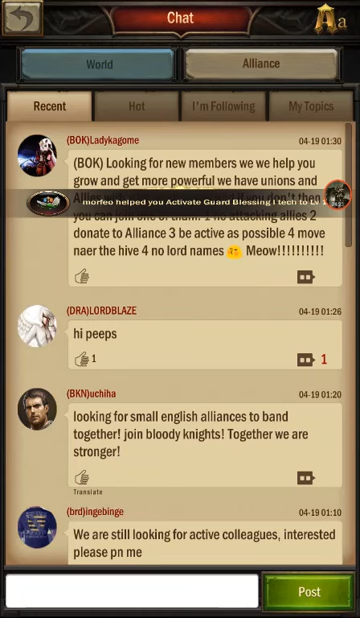 Chat
Aa
World
Alliance
Recent
Hot
I'm Following
My Topics
(BOK)Ladykagome
04-19 01:30
(BOK) Looking for new members we we help you
grow and get more powerful we have unions and
morfeo helped you Activate Guard Blessing I tech to Lv
you can join one of them. 1 no attacking allies 2
donate to Alliance 3 be active as possible 4 move
naer the hive 4 no lord names 🤗 Meow!!!!!!!!!!
(DRA)LORDBLAZE
04-19 01:26
hi peeps
1
1
(BKN)uchiha
04-19 01:20
looking for small english alliances to band
together! join bloody knights! Together we are
stronger!
Translate
(brd)ingebinge
04-19 01:10
We are still looking for active colleagues, interested
please pn me
Post